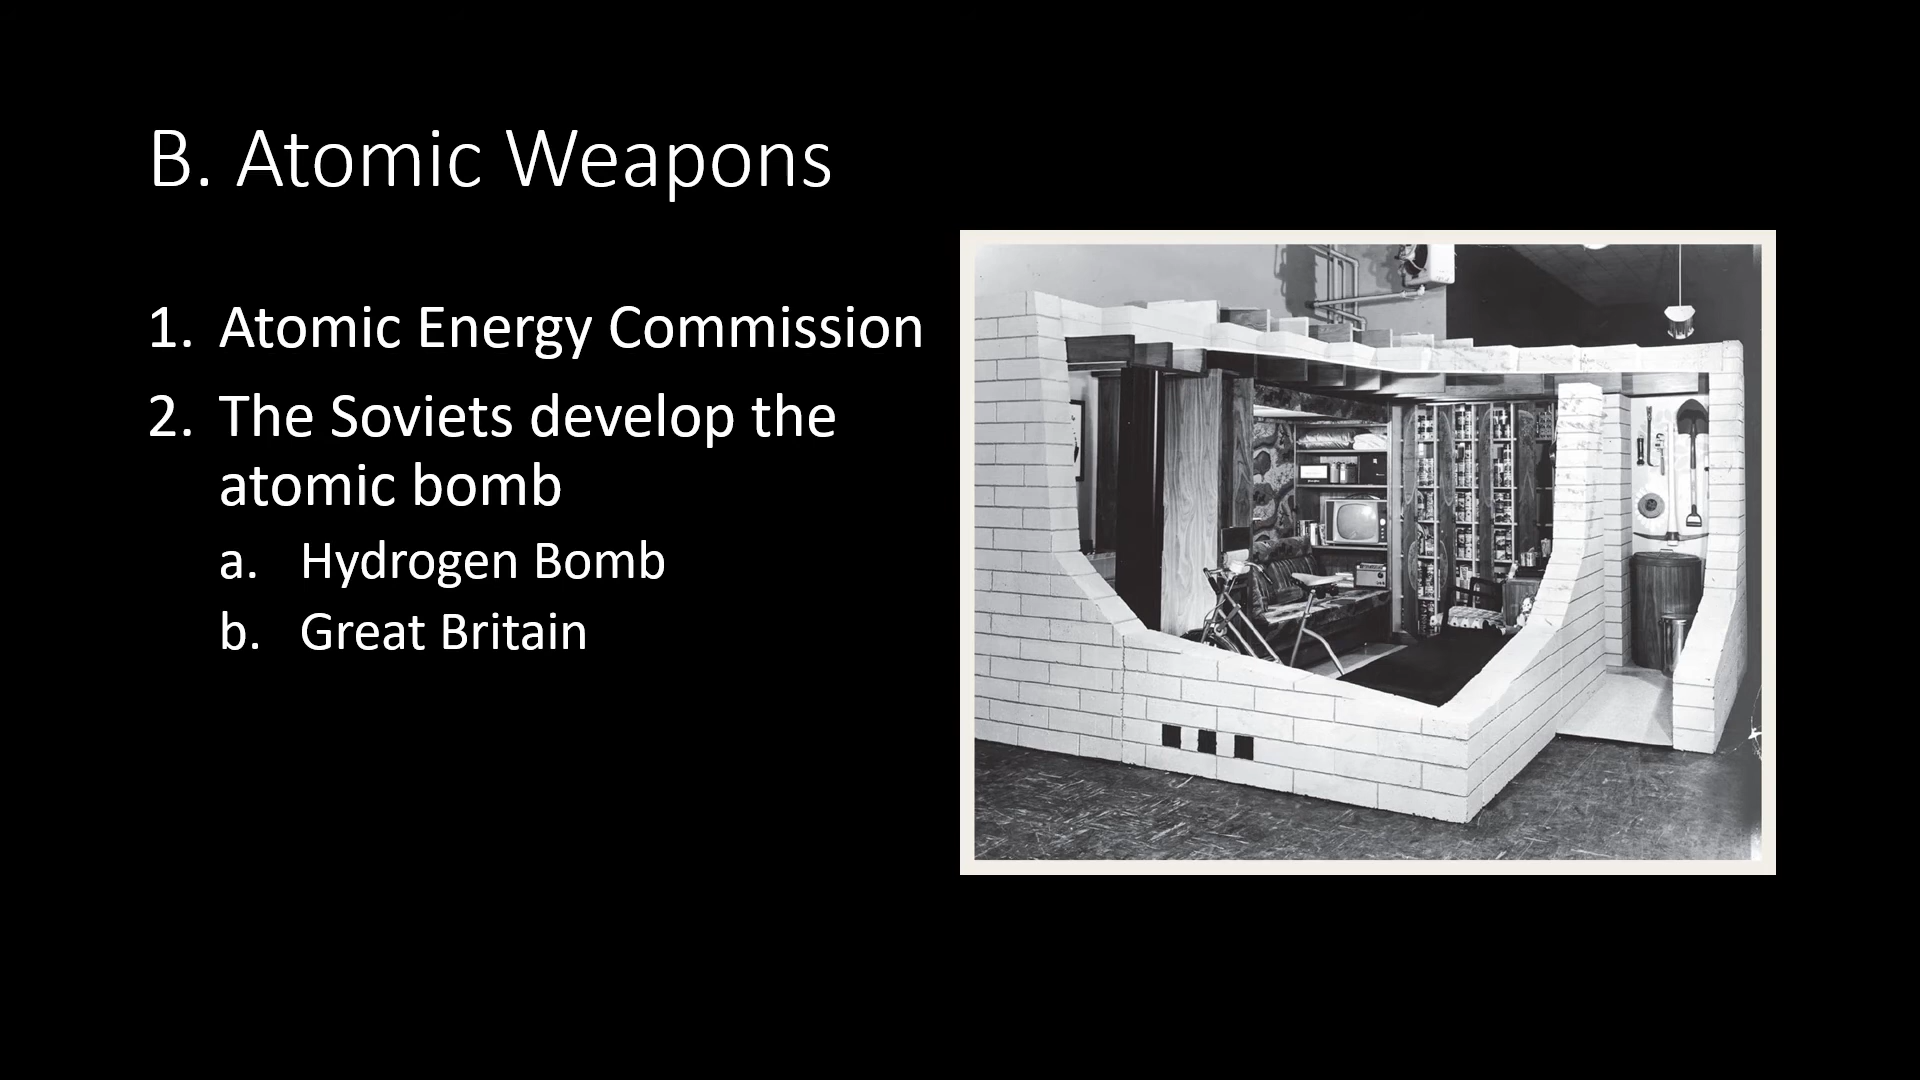 B. Atomic Weapons
1. Atomic Energy Commission
2. The Soviets develop the
atomic bomb
a. Hydrogen Bomb
b. Great Britain